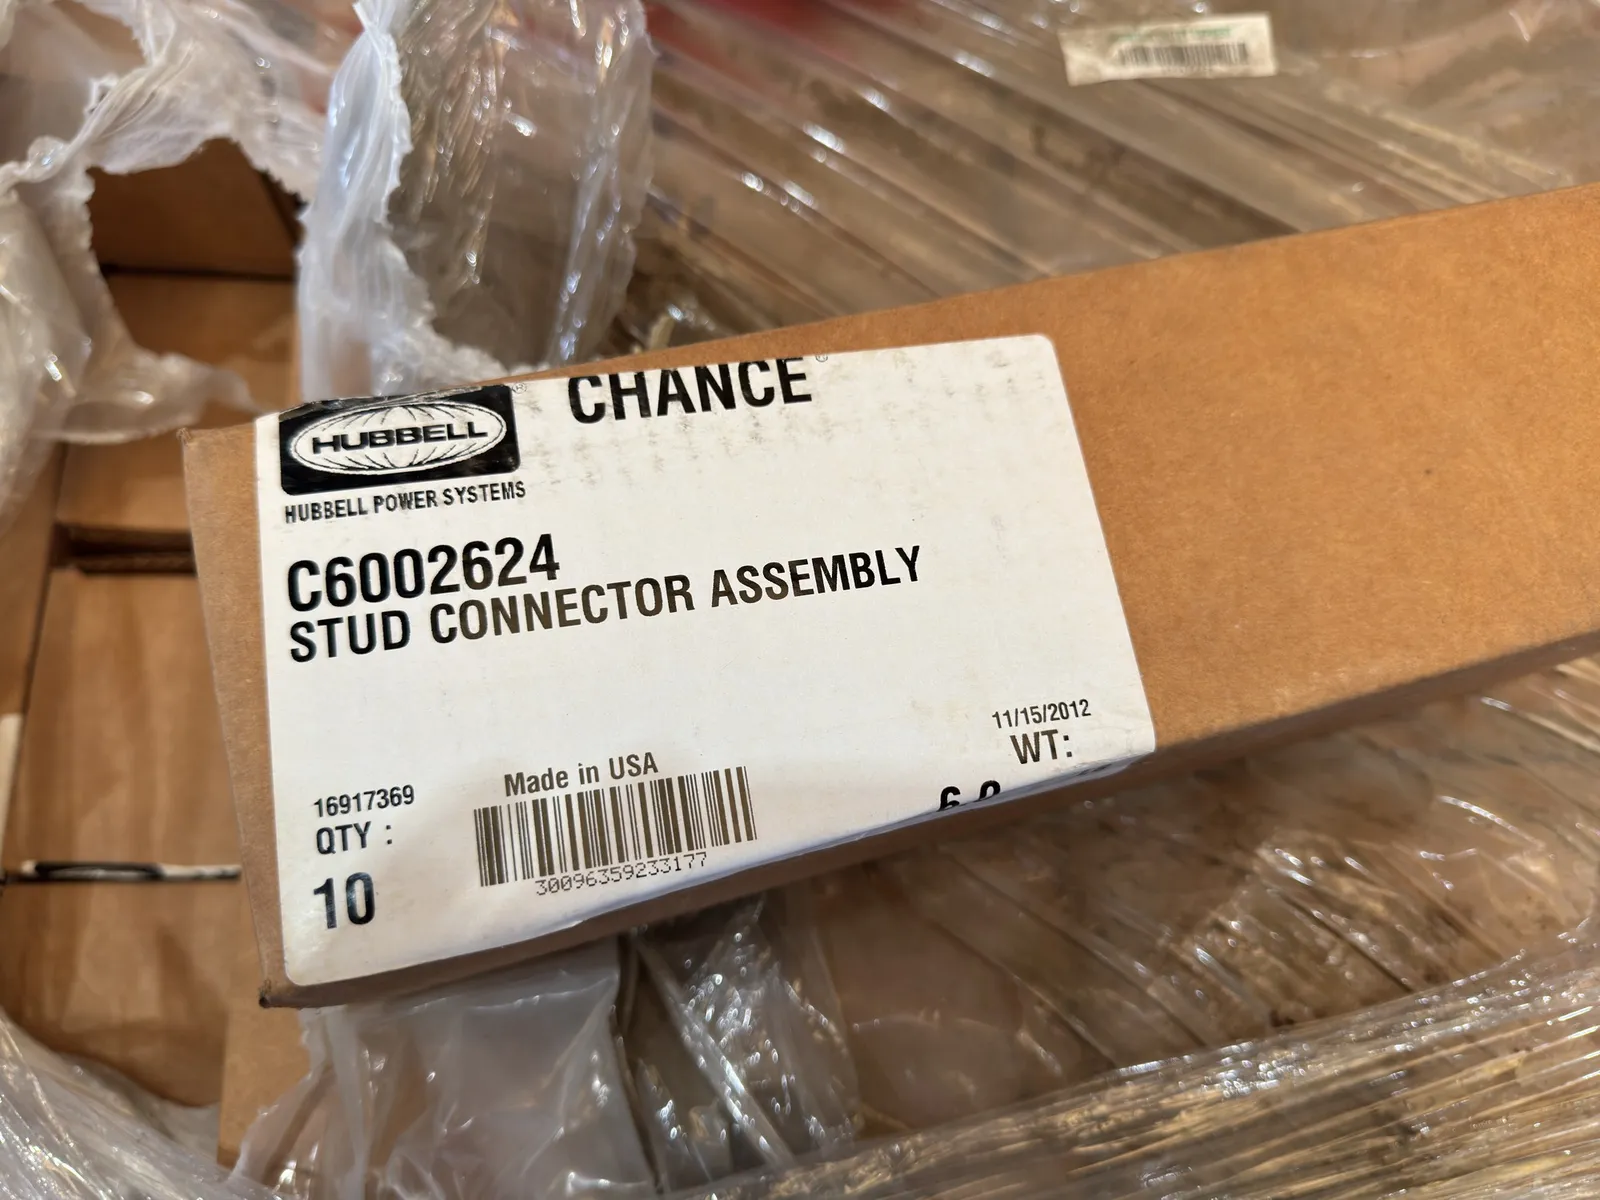 CHANCE®
HUBBELL®
HUBBELL POWER SYSTEMS
C6002624
STUD CONNECTOR ASSEMBLY
11/15/2012
WT:
Made in USA
16917369
QTY :
30096359233177
10